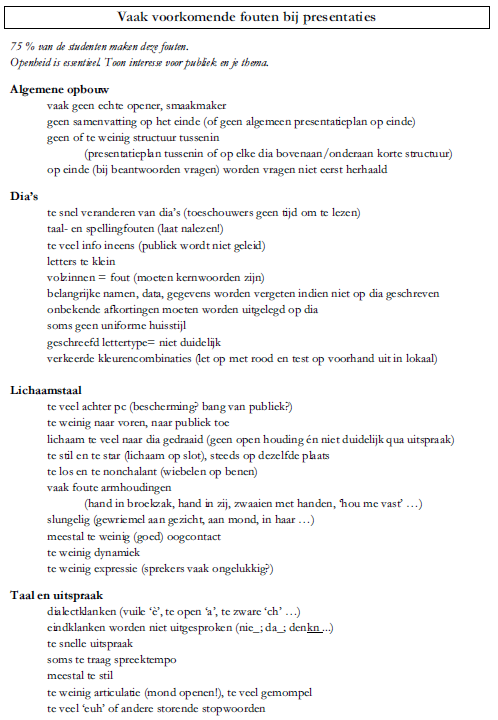 Vaak voorkomende fouten bij presentaties
75 % van de studenten maken deze fouten.
Openheid is essentieel. Toon interesse voor publiek en je thema.
Algemene opbouw
vaak geen echte opener, smaakmaker
geen samenvatting op het einde (of geen algemeen presentatieplan op einde)
geen of te weinig structuur tussenin
(presentatieplan tussenin of op elke dia bovenaan/onderaan korte structuur)
op einde (bij beantwoorden vragen) worden vragen niet eerst herhaald
Dia's
te snel veranderen van dia's (toeschouwers geen tijd om te lezen)
taal- en spellingfouten (laat nalezen!)
te veel info ineens (publiek wordt niet geleid)
letters te klein
volzinnen = fout (moeten kernwoorden zijn)
belangrijke namen, data, gegevens worden vergeten indien niet op dia geschreven
onbekende afkortingen moeten worden uitgelegd op dia
soms geen uniforme huisstijl
geschreefd lettertype= niet duidelijk
verkeerde kleurencombinaties (let op met rood en test op voorhand uit in lokaal)
Lichaamstaal
te veel achter pc (bescherming? bang van publiek?)
te weinig naar voren, naar publiek toe
lichaam te veel naar dia gedraaid (geen open houding én niet duidelijk qua uitspraak)
te stil en te star (lichaam op slot), steeds op dezelfde plaats
te los en te nonchalant (wiebelen op benen)
vaak foute armhoudingen
(hand in broekzak, hand in zij, zwaaien met handen, 'hou me vast' …)
slungelig (gewriemel aan gezicht, aan mond, in haar …)
meestal te weinig (goed) oogcontact
te weinig dynamiek
te weinig expressie (sprekers vaak ongelukkig?)
Taal en uitspraak
dialectklanken (vuile 'è', te open 'a', te zware 'ch' …)
eindklanken worden niet uitgesproken (nie_; da_; denkn ...)
te snelle uitspraak
soms te traag spreektempo
meestal te stil
te weinig articulatie (mond openen!), te veel gemompel
te veel 'euh' of andere storende stopwoorden